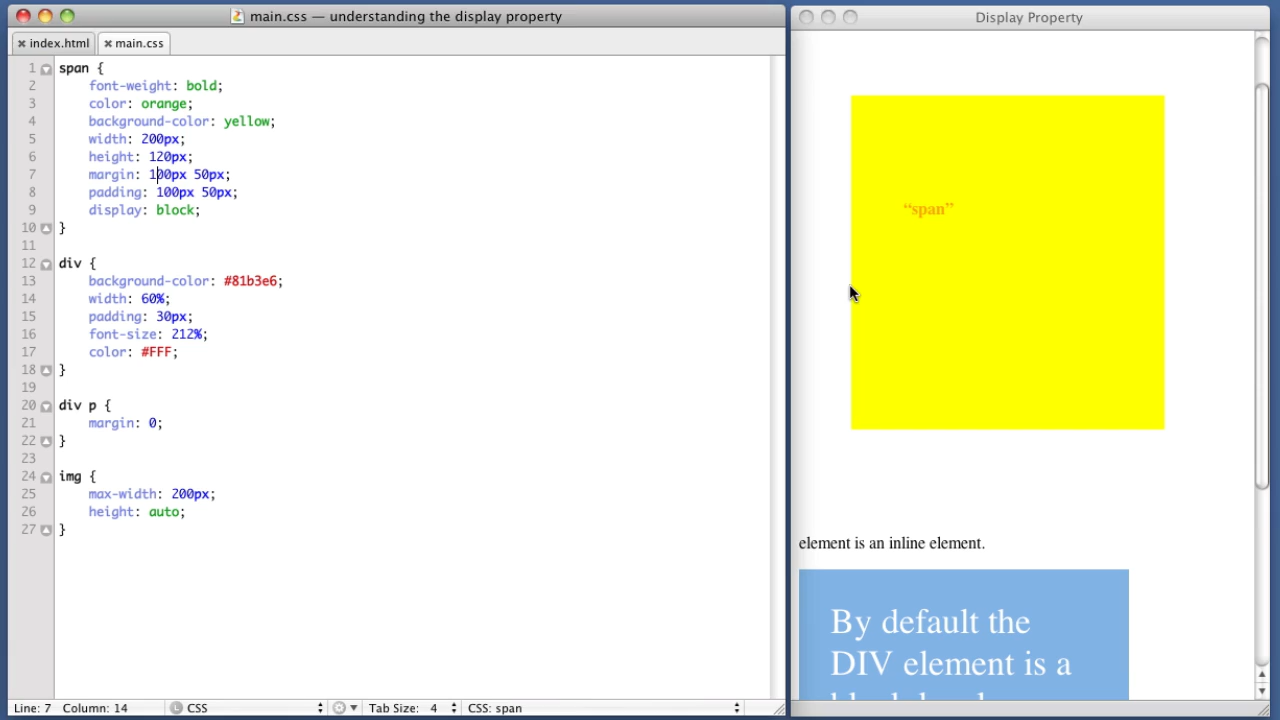 main.css — understanding the display property
index.html
main.css
1 span {
2 font-weight: bold;
3 color: orange;
4 background-color: yellow;
5 width: 200px;
6 height: 120px;
7 margin: 100px 50px;
8 padding: 100px 50px;
9 display: block;
10 }
11
12 div {
13 background-color: #81b3e6;
14 width: 60%;
15 padding: 30px;
16 font-size: 212%;
17 color: #FFF;
18 }
19
20 div p {
21 margin: 0;
22 }
23
24 img {
25 max-width: 200px;
26 height: auto;
27 }
Line: 7 Column: 14 L CSS Tab Size: 4 CSS: span
Display Property
“span”
element is an inline element.
By default the
DIV element is a